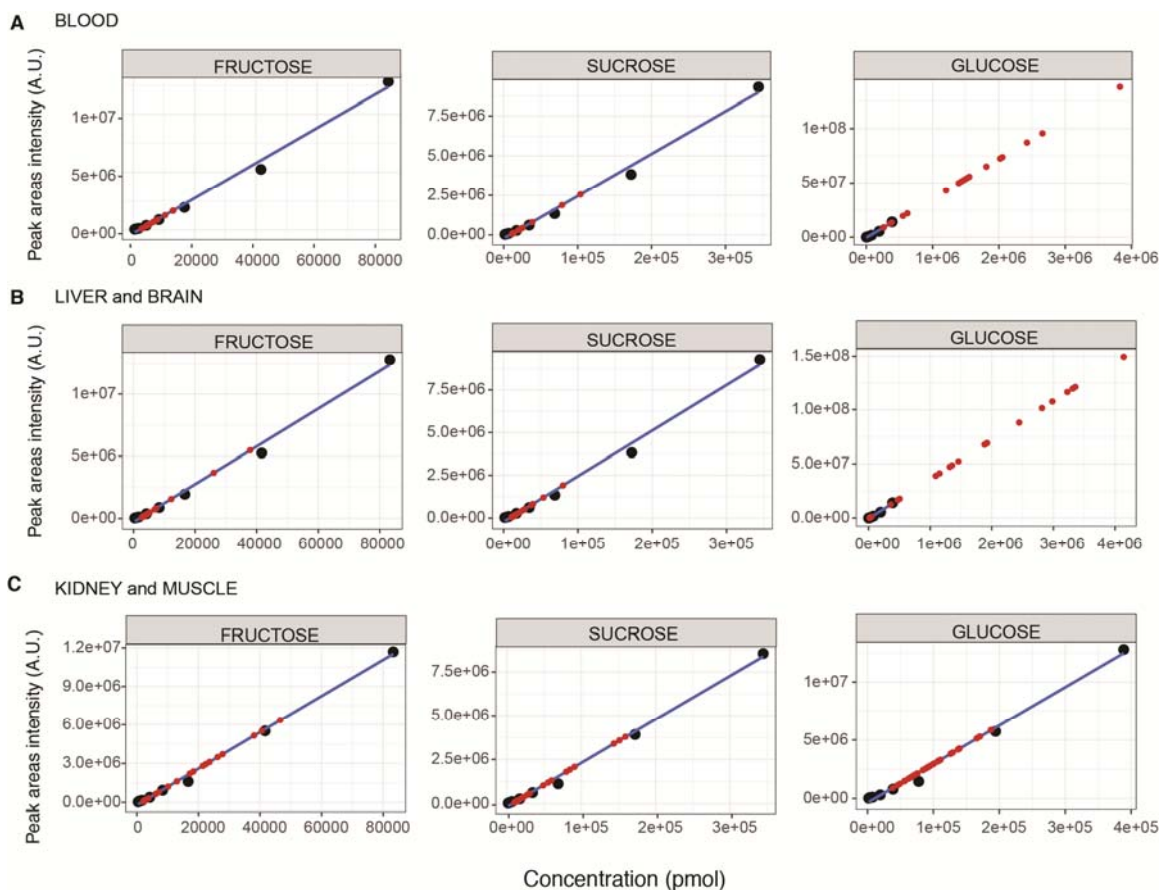 A BLOOD
Peak areas intensity (A.U.)
FRUCTOSE
1e+07
5e+06
0e+00
0 20000 40000 60000 80000
SUCROSE
7.5e+06
5.0e+06
2.5e+06
0.0e+00
0e+00 1e+05 2e+05 3e+05
GLUCOSE
1e+08
5e+07
0e+00
0e+00 1e+06 2e+06 3e+06 4e+06
B LIVER and BRAIN
Peak areas intensity (A.U.)
FRUCTOSE
1e+07
5e+06
0e+00
0 20000 40000 60000 80000
SUCROSE
7.5e+06
5.0e+06
2.5e+06
0.0e+00
0e+00 1e+05 2e+05 3e+05
GLUCOSE
1.5e+08
1.0e+08
5.0e+07
0.0e+00
0e+00 1e+06 2e+06 3e+06 4e+06
C KIDNEY and MUSCLE
Peak areas intensity (A.U.)
FRUCTOSE
1.2e+07
9.0e+06
6.0e+06
3.0e+06
0.0e+00
0 20000 40000 60000 80000
SUCROSE
7.5e+06
5.0e+06
2.5e+06
0.0e+00
0e+00 1e+05 2e+05 3e+05
GLUCOSE
1e+07
5e+06
0e+00
0e+00 1e+05 2e+05 3e+05 4e+05
Concentration (pmol)